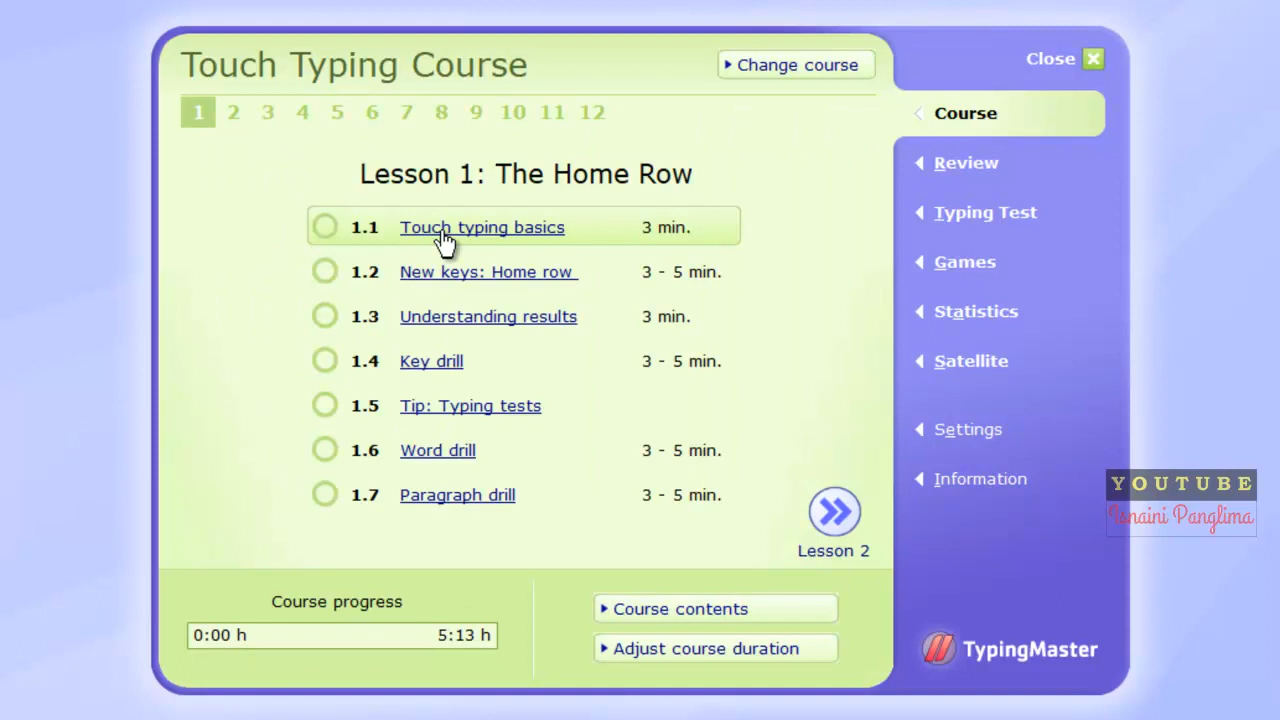 Touch Typing Course
Change course
Close
1 2 3 4 5 6 7 8 9 10 11 12
Lesson 1: The Home Row
1.1 Touch typing basics 3 min.
1.2 New keys: Home row 3 - 5 min.
1.3 Understanding results 3 min.
1.4 Key drill 3 - 5 min.
1.5 Tip: Typing tests
1.6 Word drill 3 - 5 min.
1.7 Paragraph drill 3 - 5 min.
Lesson 2
Course progress
0:00 h 5:13 h
Course contents
Adjust course duration
Course
Review
Typing Test
Games
Statistics
Satellite
Settings
Information
YOUTUBE
Isnaini Panglima
TypingMaster